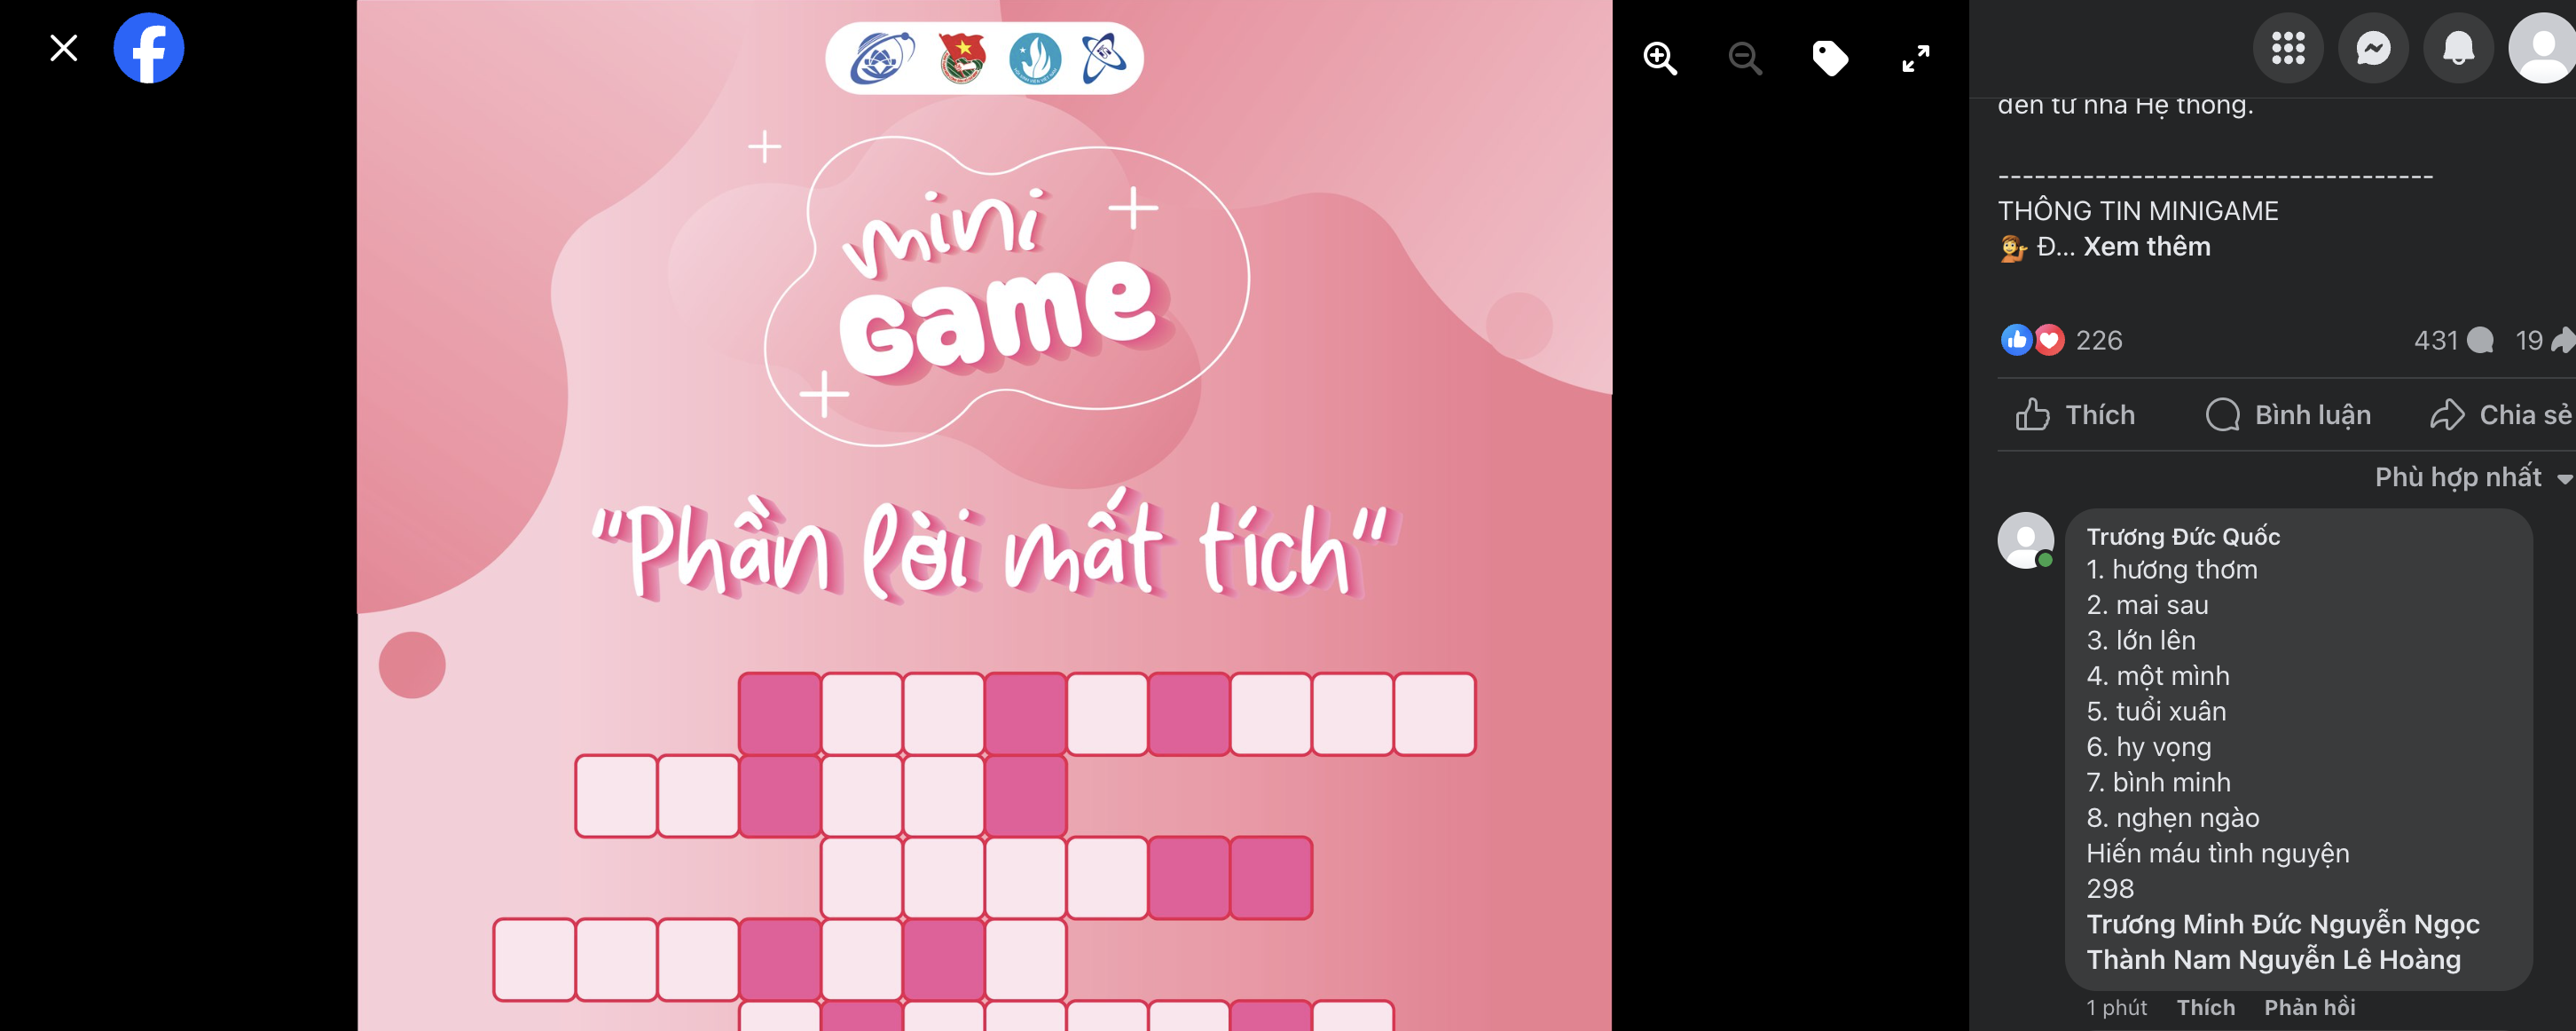 mini
Game
"Phần lời mất tích"
đến từ nhà Hệ thống.
-----------------------------------
THÔNG TIN MINIGAME
💁 Đ... Xem thêm
226
431
19
Thích
Bình luận
Chia sẻ
Phù hợp nhất
Trương Đức Quốc
1. hương thơm
2. mai sau
3. lớn lên
4. một mình
5. tuổi xuân
6. hy vọng
7. bình minh
8. nghẹn ngào
Hiến máu tình nguyện
298
Trương Minh Đức Nguyễn Ngọc
Thành Nam Nguyễn Lê Hoàng
1 phút Thích Phản hồi